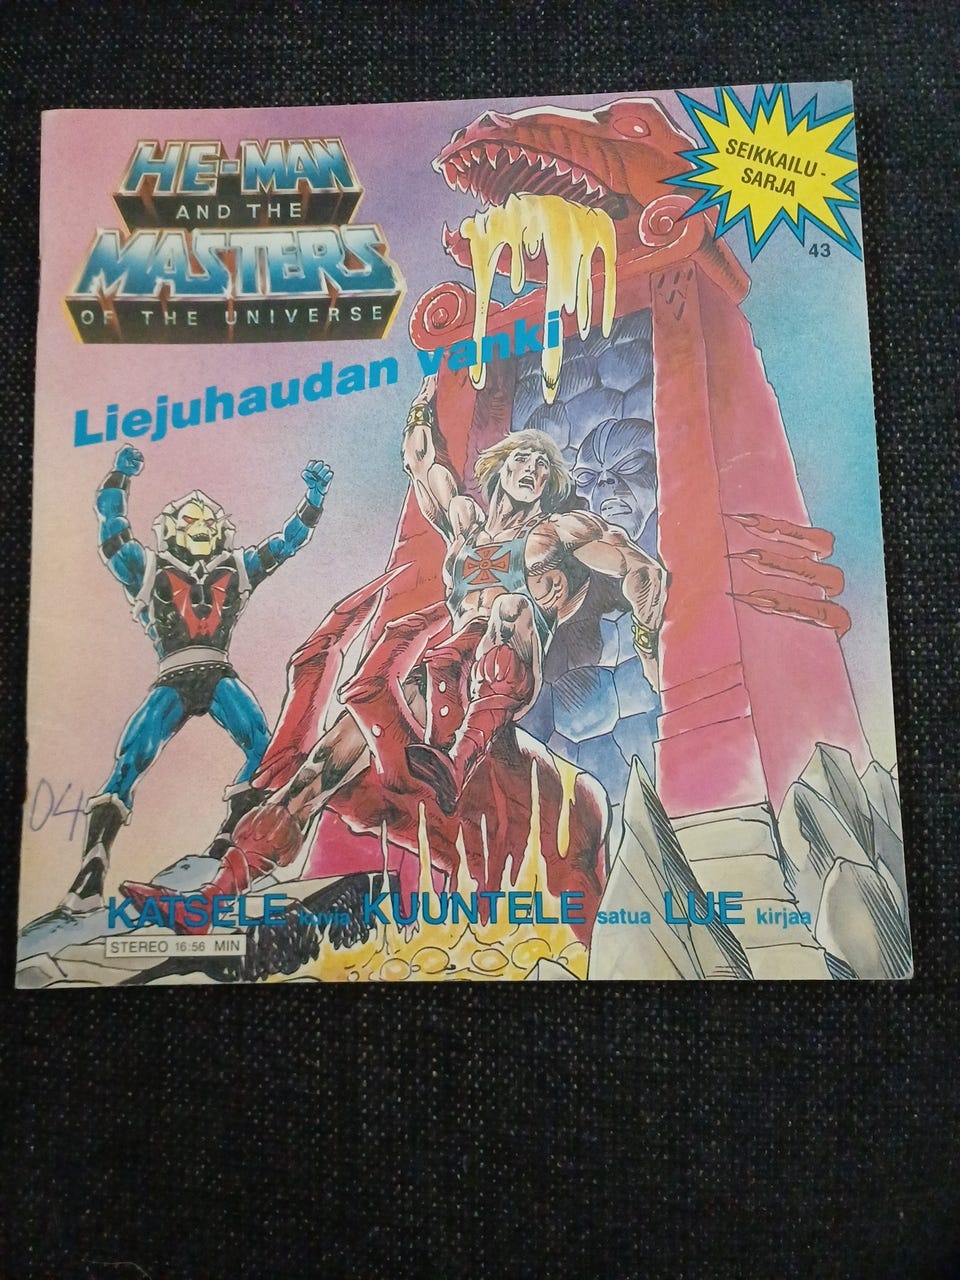 HE-MAN
AND THE
MASTERS
OF THE UNIVERSE
SEIKKAILU-
SARJA
43
Liejuhaudan vanki
04
KATSELE kuvia KUUNTELE satua LUE kirjaa
STEREO 16:56 MIN